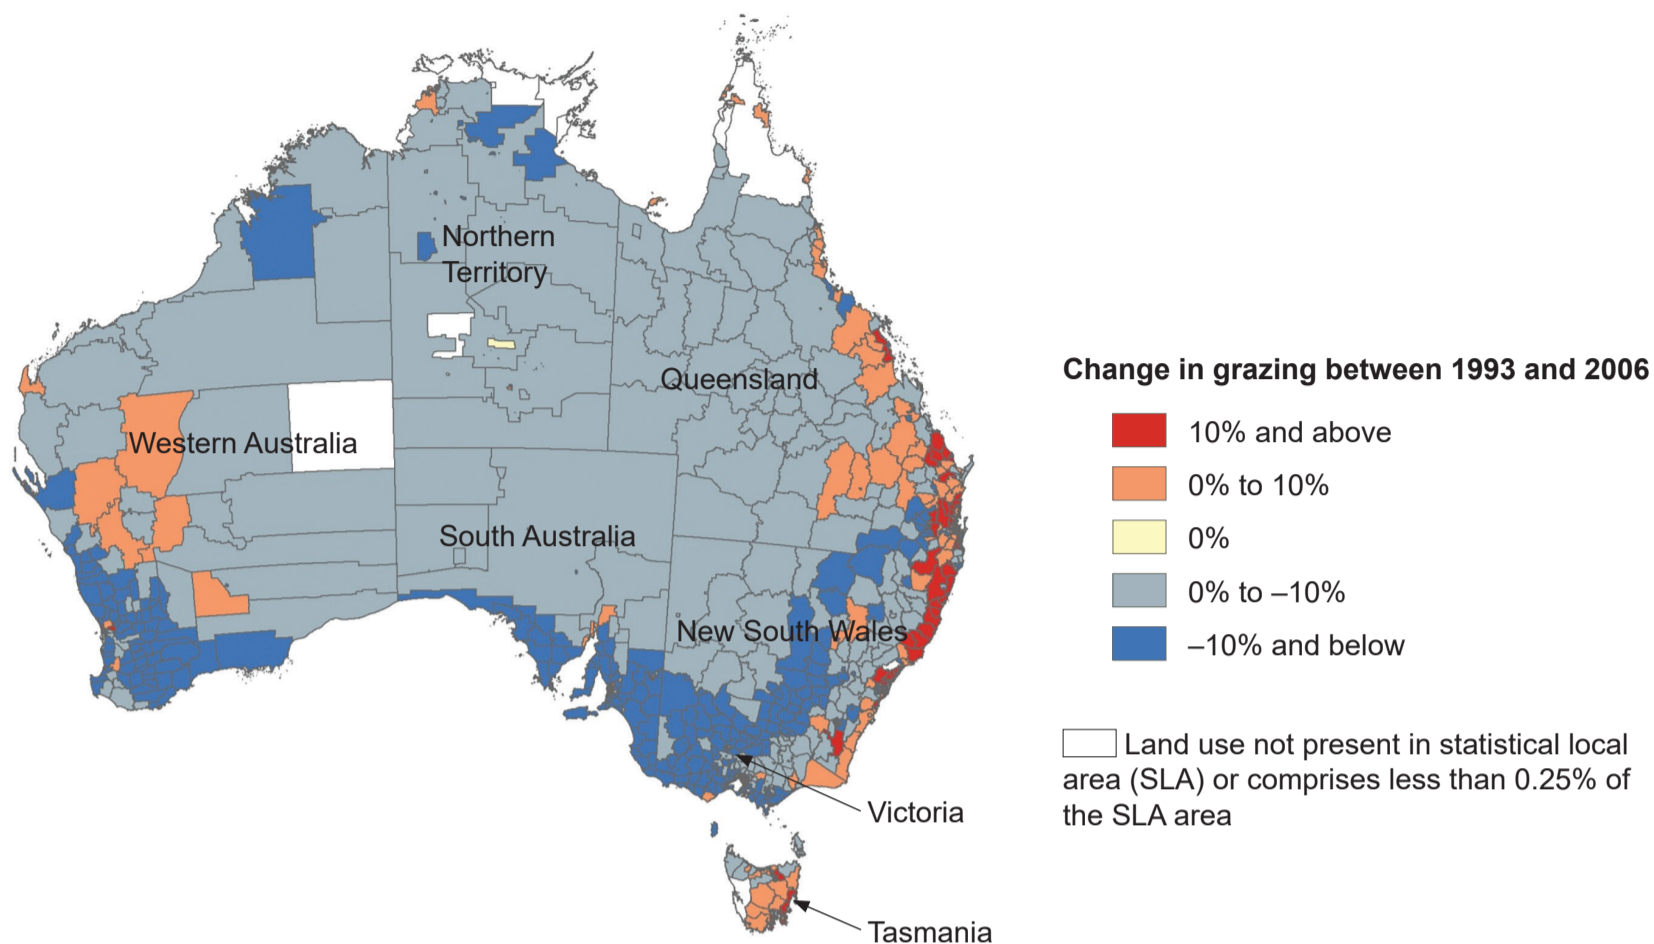 Northern
Territory
Queensland
Western Australia
South Australia
New South Wales
Victoria
Tasmania
Change in grazing between 1993 and 2006
10% and above
0% to 10%
0%
0% to –10%
–10% and below
Land use not present in statistical local
area (SLA) or comprises less than 0.25% of
the SLA area